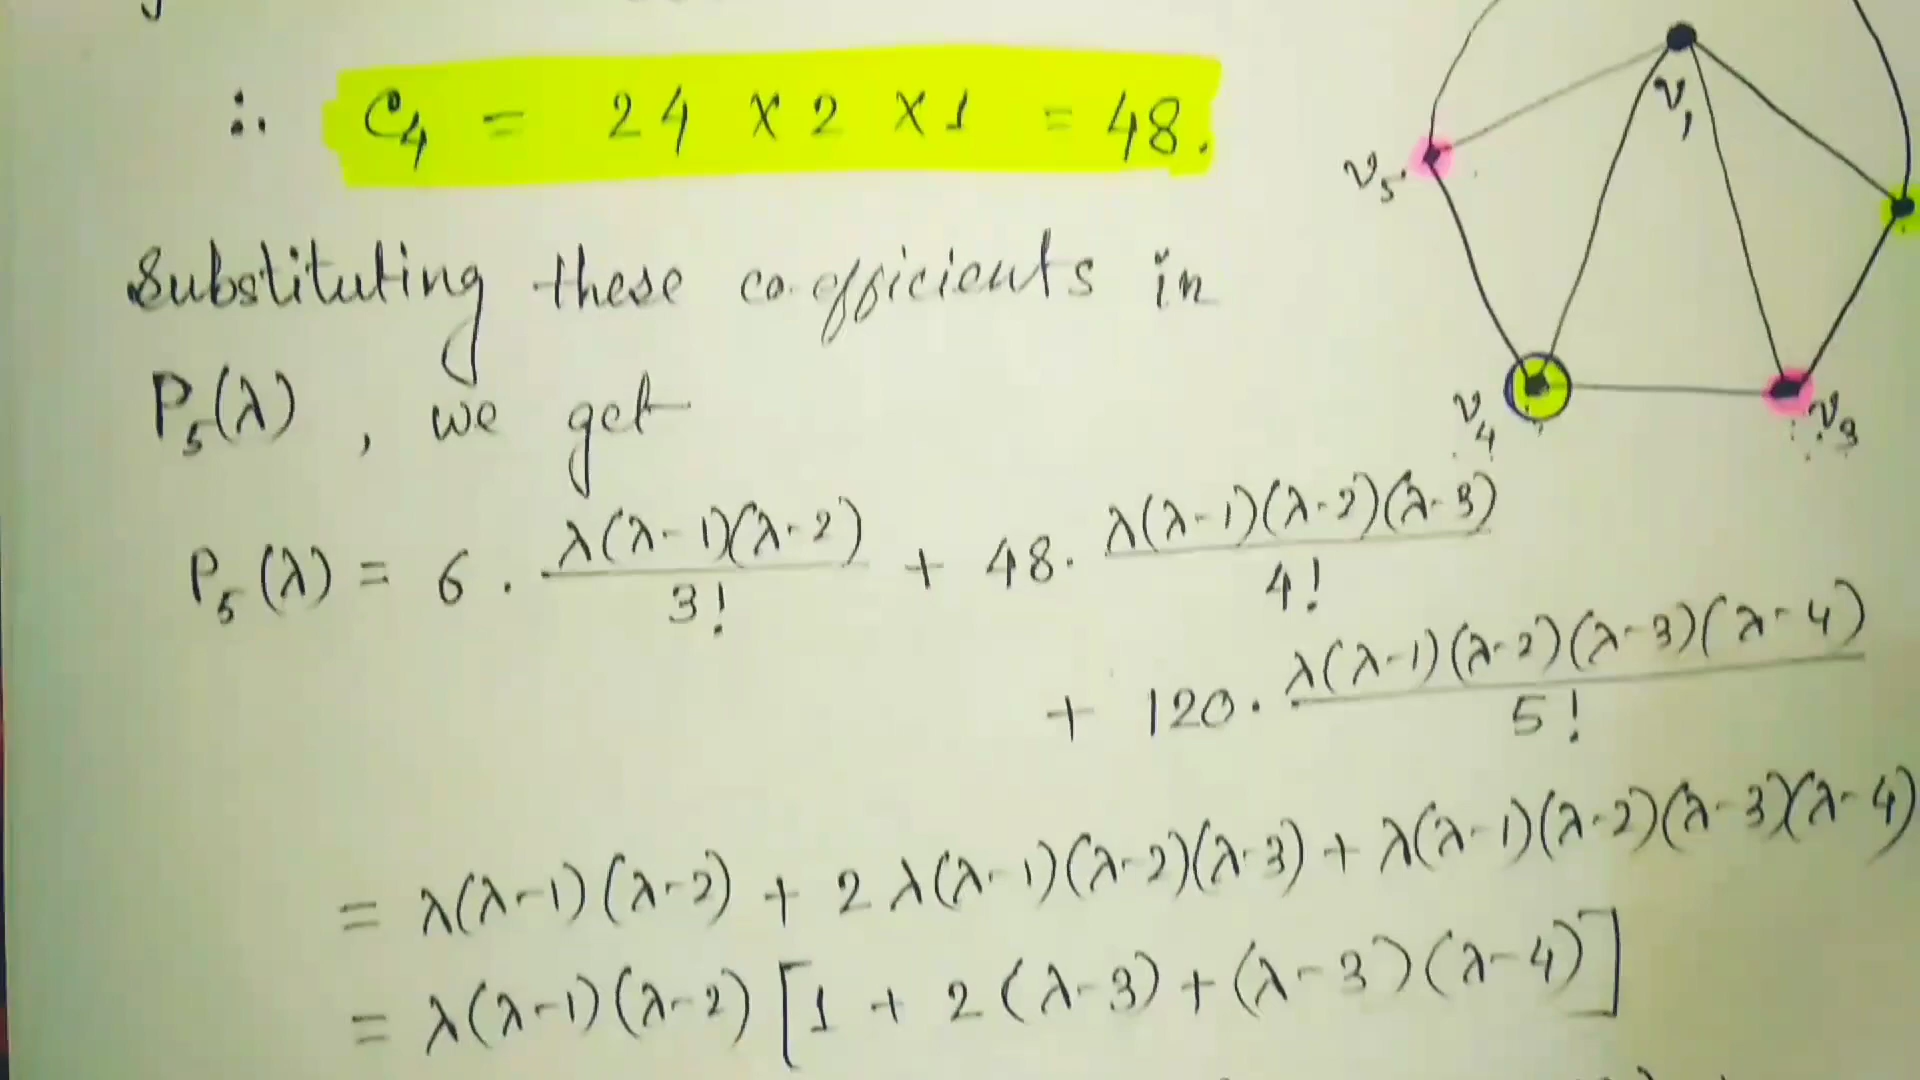 ∴ C₄ = 24 × 2 × 1 = 48.
Substituting these co-efficients in
P₅(λ), we get
P₅(λ) = 6 · λ(λ-1)(λ-2) / 3! + 48 · λ(λ-1)(λ-2)(λ-3) / 4!
+ 120 · λ(λ-1)(λ-2)(λ-3)(λ-4) / 5!
= λ(λ-1)(λ-2) + 2λ(λ-1)(λ-2)(λ-3) + λ(λ-1)(λ-2)(λ-3)(λ-4)
= λ(λ-1)(λ-2) [1 + 2(λ-3) + (λ-3)(λ-4)]
v₁
v₅
v₄
v₃